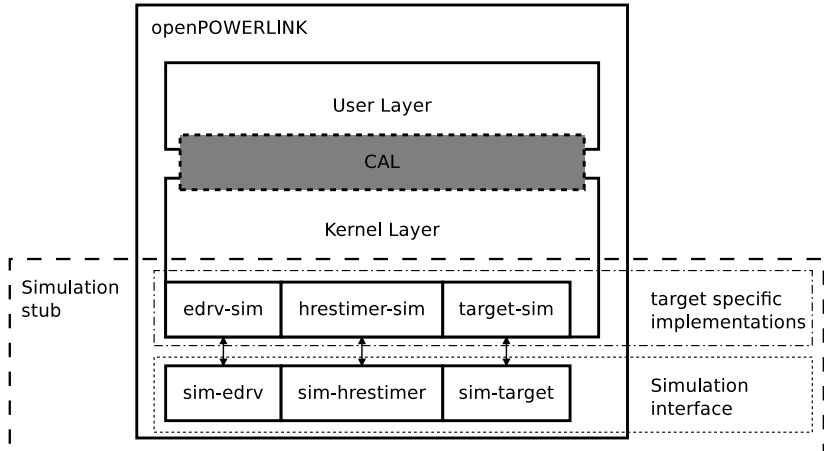 openPOWERLINK
User Layer
CAL
Kernel Layer
Simulation
stub
edrv-sim
hrestimer-sim
target-sim
target specific
implementations
sim-edrv
sim-hrestimer
sim-target
Simulation
interface